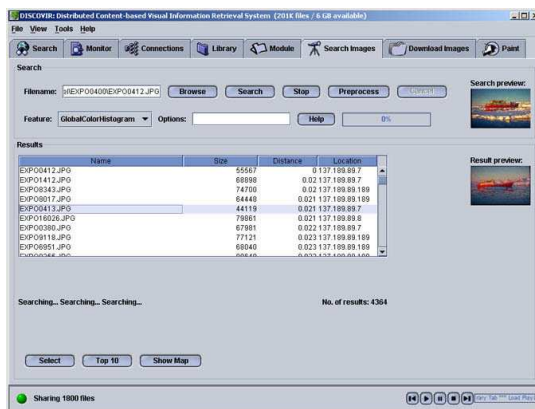 DISCOVIR: Distributed Content-based Visual Information Retrieval System (201K files / 6 GB available)
File View Tools Help
Search Monitor Connections Library Module Search Images Download Images Paint
Search
Search preview:
Filename: EXPO0400\EXPO0412.JPG Browse Search Stop Preprocess Cancel
Feature: GlobalColorHistogram Options: Help 0%
Results
Result preview:
Name Size Distance Location
EXPO0412.JPG 55567 0 137.189.89.7
EXPO1412.JPG 68898 0.02 137.189.89.7
EXPO8343.JPG 74700 0.02 137.189.89.189
EXPO8017.JPG 64448 0.021 137.189.89.189
EXPO0413.JPG 44119 0.021 137.189.89.7
EXPO16026.JPG 79861 0.021 137.189.89.8
EXPO0380.JPG 67981 0.022 137.189.89.7
EXPO9118.JPG 77121 0.023 137.189.89.189
EXPO6951.JPG 68040 0.023 137.189.89.189
Searching... Searching... Searching... No. of results: 4364
Select Top 10 Show Map
Sharing 1800 files